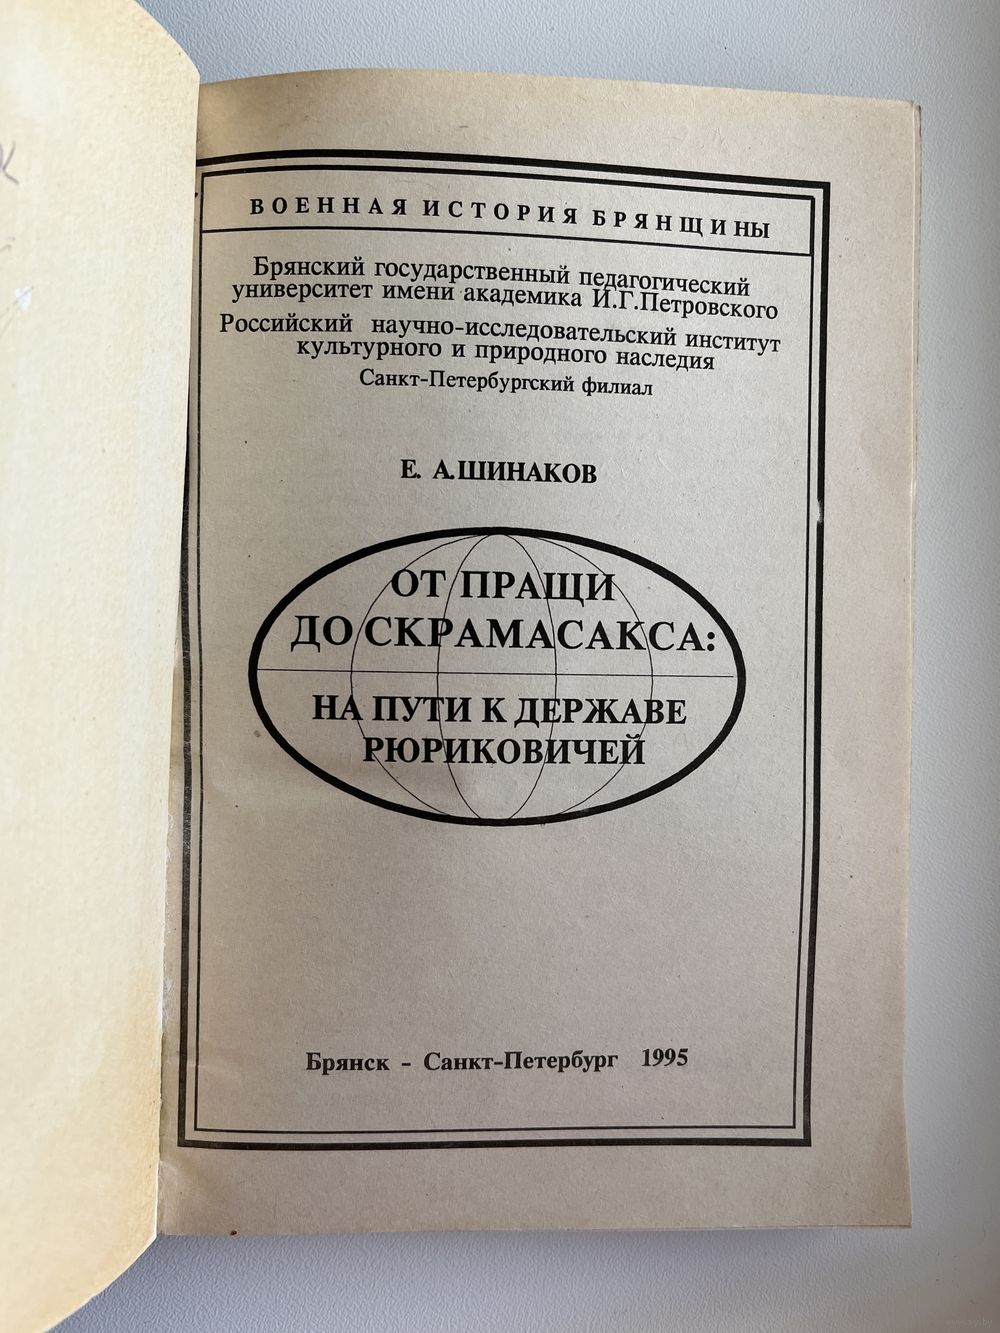 ВОЕННАЯ ИСТОРИЯ БРЯНЩИНЫ
Брянский государственный педагогический
университет имени академика И.Г.Петровского
Российский научно-исследовательский институт
культурного и природного наследия
Санкт-Петербургский филиал
Е. А.ШИНАКОВ
ОТ ПРАЩИ
ДО СКРАМАСАКСА:
НА ПУТИ К ДЕРЖАВЕ
РЮРИКОВИЧЕЙ
Брянск - Санкт-Петербург 1995